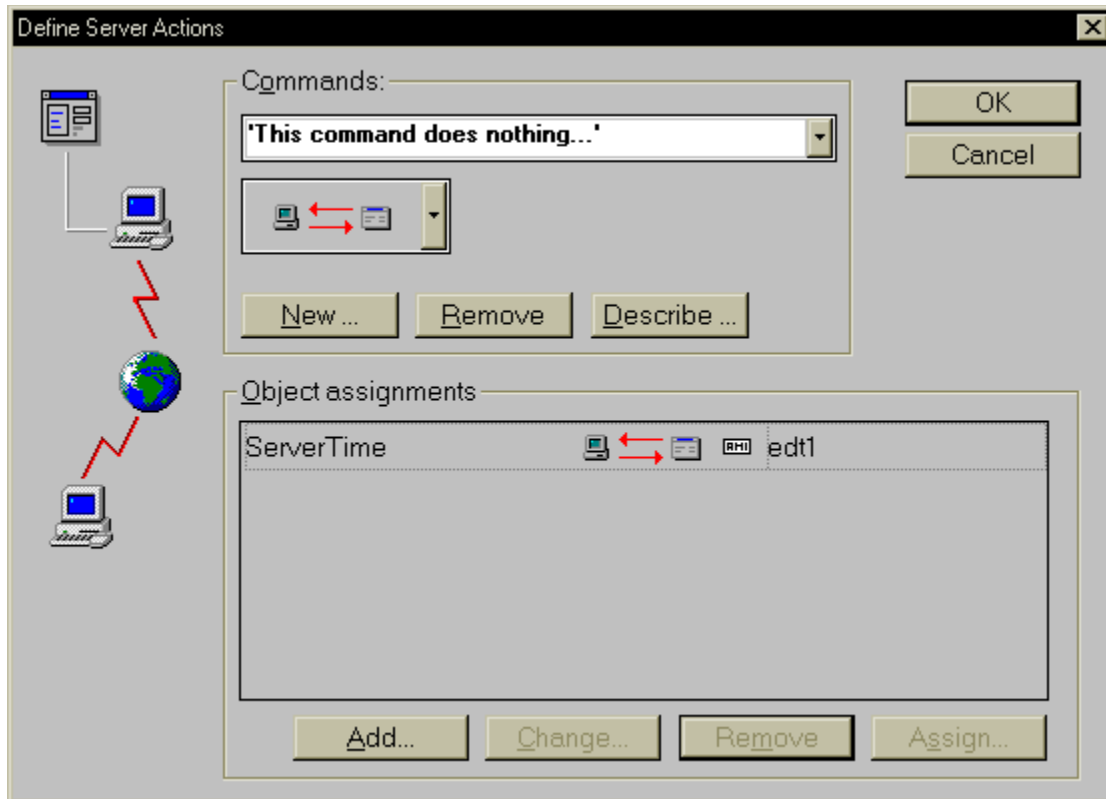 Define Server Actions
Commands:
'This command does nothing...'
OK
Cancel
New ...
Remove
Describe ...
Object assignments
ServerTime
AMI
edt1
Add...
Change...
Remove
Assign...